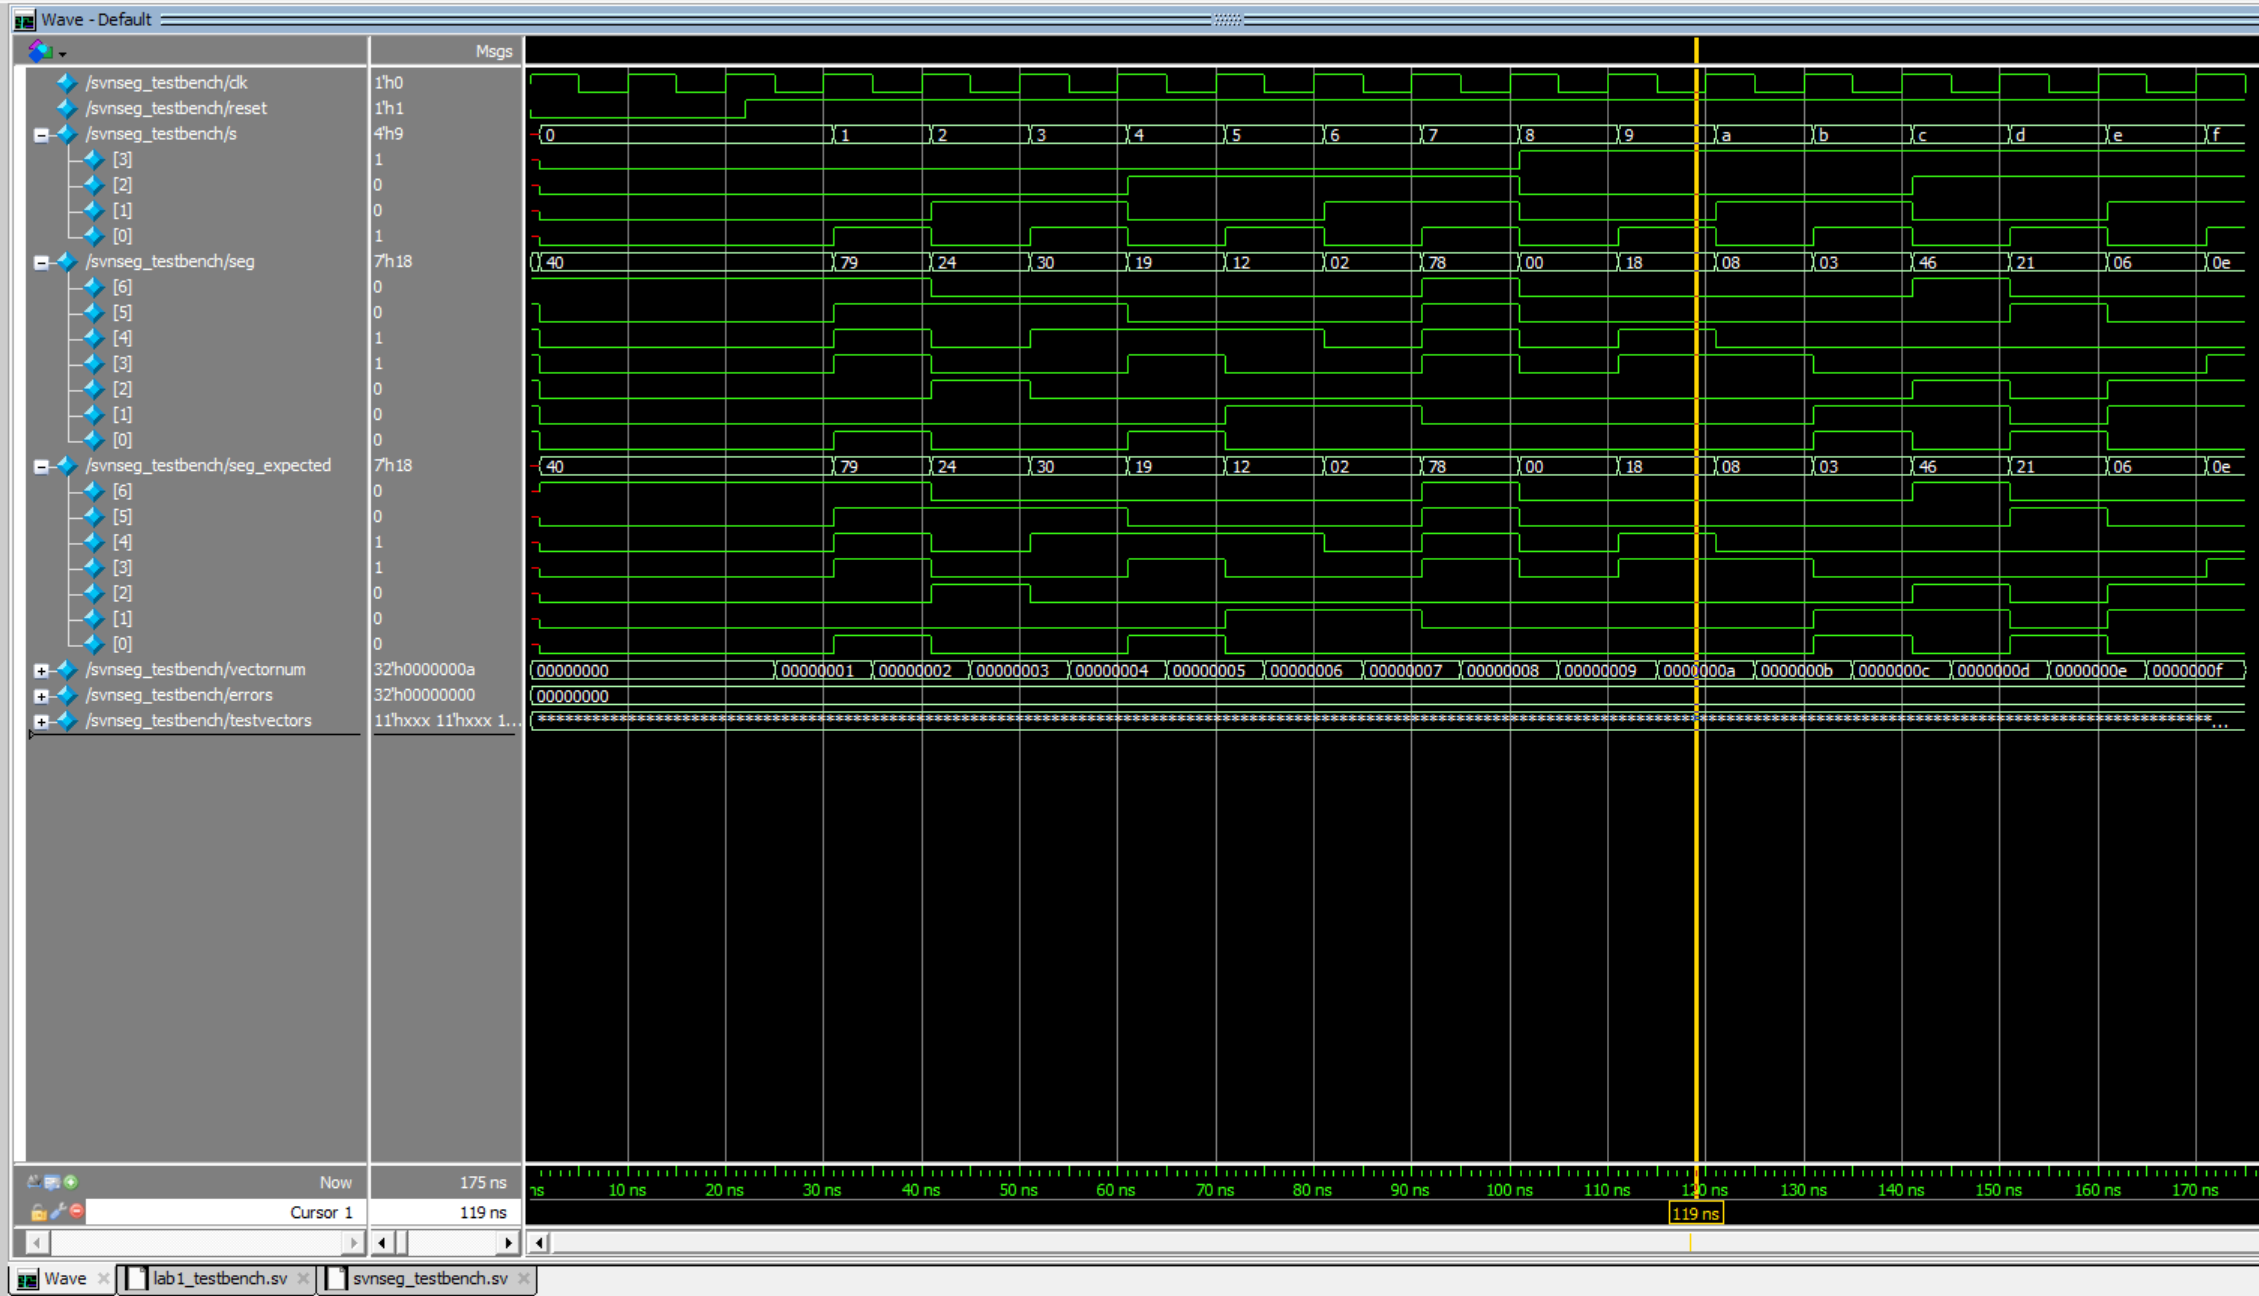 Wave - Default
Msgs
/svnseg_testbench/clk 1'h0
/svnseg_testbench/reset 1'h1
/svnseg_testbench/s 4'h9 0 1 2 3 4 5 6 7 8 9 a b c d e f
[3] 1
[2] 0
[1] 0
[0] 1
/svnseg_testbench/seg 7'h18 40 79 24 30 19 12 02 78 00 18 08 03 46 21 06 0e
[6] 0
[5] 0
[4] 1
[3] 1
[2] 0
[1] 0
[0] 0
/svnseg_testbench/seg_expected 7'h18 40 79 24 30 19 12 02 78 00 18 08 03 46 21 06 0e
[6] 0
[5] 0
[4] 1
[3] 1
[2] 0
[1] 0
[0] 0
/svnseg_testbench/vectornum 32'h0000000a 00000000 00000001 00000002 00000003 00000004 00000005 00000006 00000007 00000008 00000009 0000000a 0000000b 0000000c 0000000d 0000000e 0000000f
/svnseg_testbench/errors 32'h00000000 00000000
/svnseg_testbench/testvectors 11'hxxx 11'hxxx 1...
Now 175 ns ns 10 ns 20 ns 30 ns 40 ns 50 ns 60 ns 70 ns 80 ns 90 ns 100 ns 110 ns 120 ns 130 ns 140 ns 150 ns 160 ns 170 ns
Cursor 1 119 ns 119 ns
Wave lab1_testbench.sv svnseg_testbench.sv